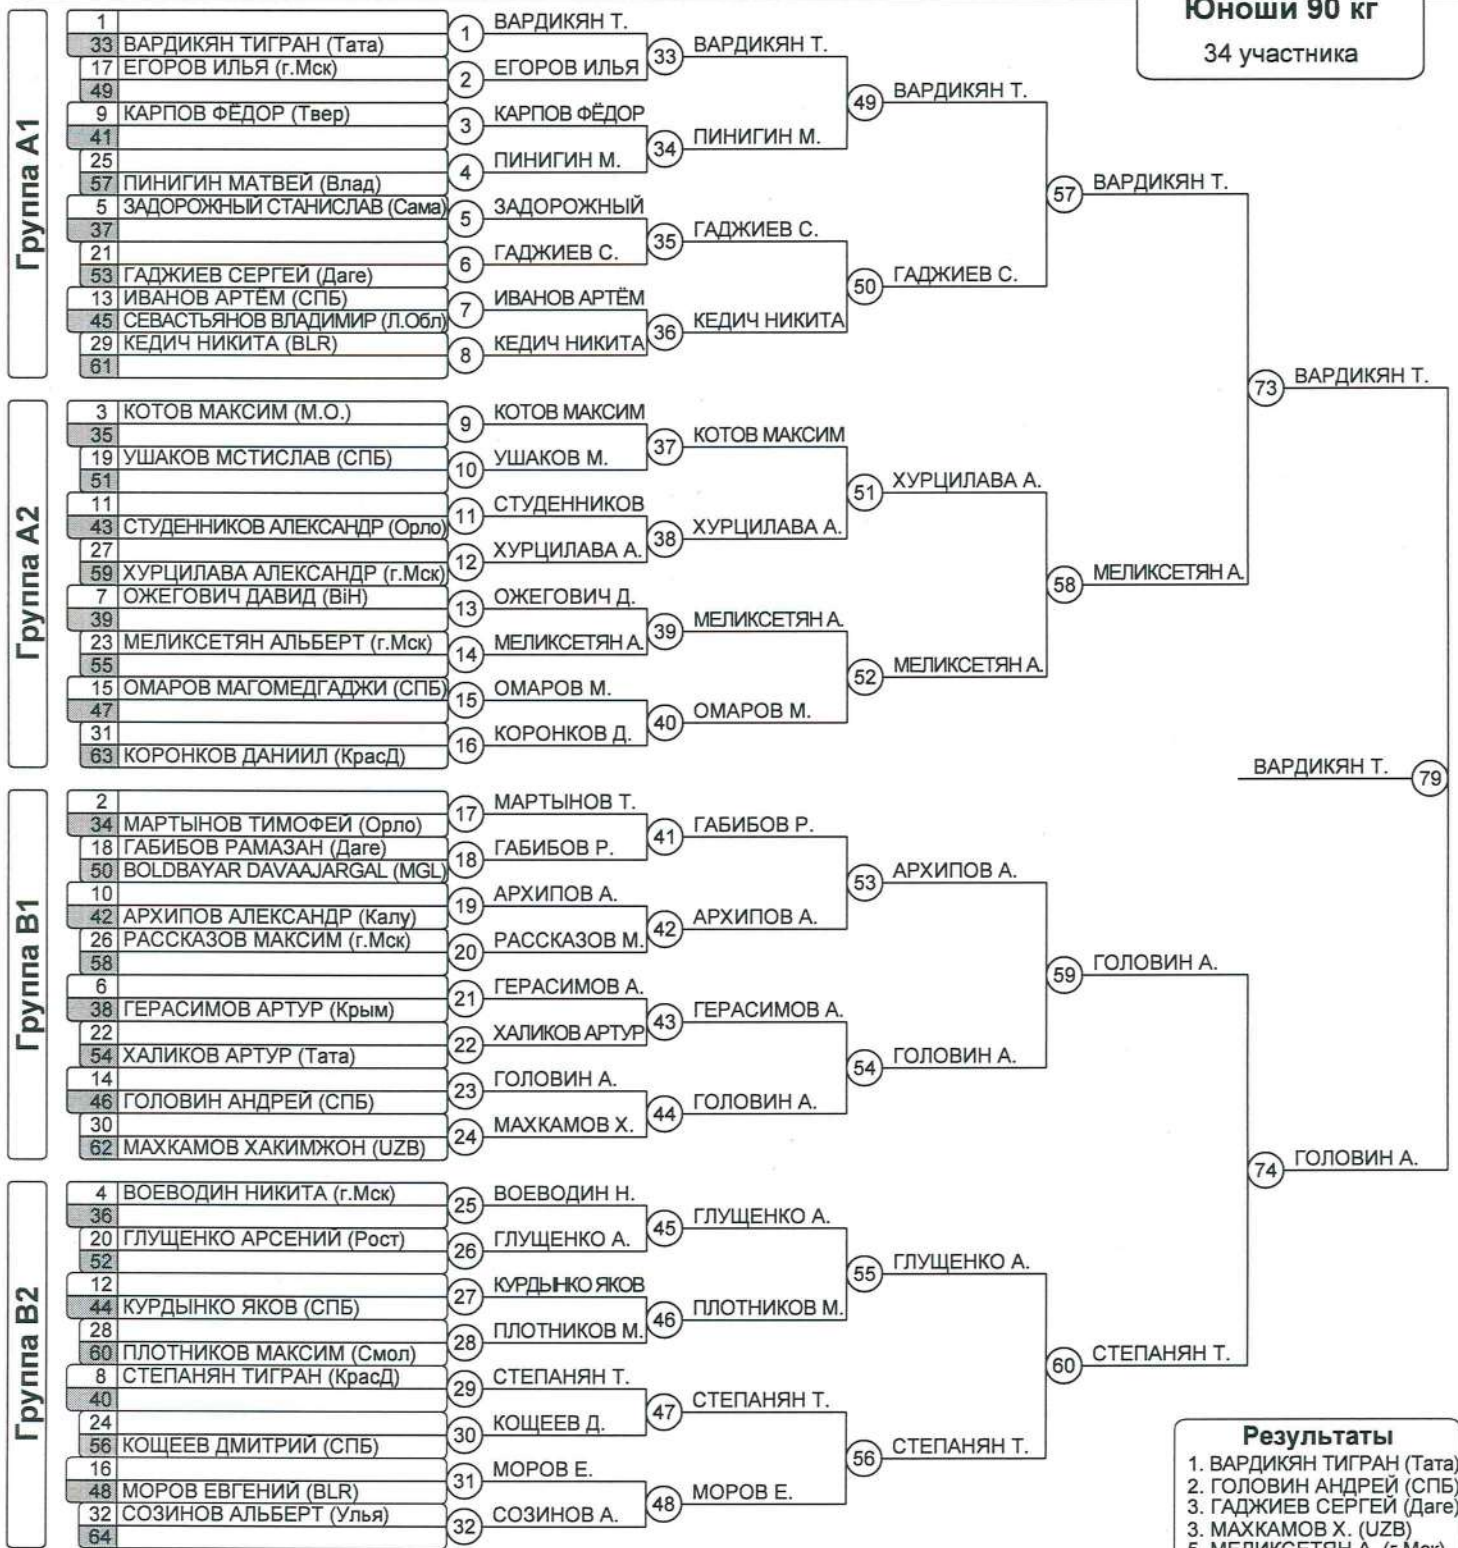 Юноши 90 кг
34 участника
Группа A1
1
33 ВАРДИКЯН ТИГРАН (Тата)
17 ЕГОРОВ ИЛЬЯ (г.Мск)
49
9 КАРПОВ ФЁДОР (Твер)
41
25
57 ПИНИГИН МАТВЕЙ (Влад)
5 ЗАДОРОЖНЫЙ СТАНИСЛАВ (Сама)
37
21
53 ГАДЖИЕВ СЕРГЕЙ (Даге)
13 ИВАНОВ АРТЁМ (СПБ)
45 СЕВАСТЬЯНОВ ВЛАДИМИР (Л.Обл)
29 КЕДИЧ НИКИТА (BLR)
61
1 ВАРДИКЯН Т.
2 ЕГОРОВ ИЛЬЯ
3 КАРПОВ ФЁДОР
4 ПИНИГИН М.
5 ЗАДОРОЖНЫЙ
6 ГАДЖИЕВ С.
7 ИВАНОВ АРТЁМ
8 КЕДИЧ НИКИТА
33 ВАРДИКЯН Т.
34 ПИНИГИН М.
35 ГАДЖИЕВ С.
36 КЕДИЧ НИКИТА
49 ВАРДИКЯН Т.
50 ГАДЖИЕВ С.
57 ВАРДИКЯН Т.
Группа A2
3 КОТОВ МАКСИМ (М.О.)
35
19 УШАКОВ МСТИСЛАВ (СПБ)
51
11
43 СТУДЕННИКОВ АЛЕКСАНДР (Орло)
27
59 ХУРЦИЛАВА АЛЕКСАНДР (г.Мск)
7 ОЖЕГОВИЧ ДАВИД (BiH)
39
23 МЕЛИКСЕТЯН АЛЬБЕРТ (г.Мск)
55
15 ОМАРОВ МАГОМЕДГАДЖИ (СПБ)
47
31
63 КОРОНКОВ ДАНИИЛ (КрасД)
9 КОТОВ МАКСИМ
10 УШАКОВ М.
11 СТУДЕННИКОВ
12 ХУРЦИЛАВА А.
13 ОЖЕГОВИЧ Д.
14 МЕЛИКСЕТЯН А.
15 ОМАРОВ М.
16 КОРОНКОВ Д.
37 КОТОВ МАКСИМ
38 ХУРЦИЛАВА А.
39 МЕЛИКСЕТЯН А.
40 ОМАРОВ М.
51 ХУРЦИЛАВА А.
52 МЕЛИКСЕТЯН А.
58 МЕЛИКСЕТЯН А.
73 ВАРДИКЯН Т.
ВАРДИКЯН Т. 79
Группа B1
2
34 МАРТЫНОВ ТИМОФЕЙ (Орло)
18 ГАБИБОВ РАМАЗАН (Даге)
50 BOLDBAYAR DAVAAJARGAL (MGL)
10
42 АРХИПОВ АЛЕКСАНДР (Калу)
26 РАССКАЗОВ МАКСИМ (г.Мск)
58
6
38 ГЕРАСИМОВ АРТУР (Крым)
22
54 ХАЛИКОВ АРТУР (Тата)
14
46 ГОЛОВИН АНДРЕЙ (СПБ)
30
62 МАХКАМОВ ХАКИМЖОН (UZB)
17 МАРТЫНОВ Т.
18 ГАБИБОВ Р.
19 АРХИПОВ А.
20 РАССКАЗОВ М.
21 ГЕРАСИМОВ А.
22 ХАЛИКОВ АРТУР
23 ГОЛОВИН А.
24 МАХКАМОВ Х.
41 ГАБИБОВ Р.
42 АРХИПОВ А.
43 ГЕРАСИМОВ А.
44 ГОЛОВИН А.
53 АРХИПОВ А.
54 ГОЛОВИН А.
59 ГОЛОВИН А.
74 ГОЛОВИН А.
Группа B2
4 ВОЕВОДИН НИКИТА (г.Мск)
36
20 ГЛУЩЕНКО АРСЕНИЙ (Рост)
52
12
44 КУРДЫНКО ЯКОВ (СПБ)
28
60 ПЛОТНИКОВ МАКСИМ (Смол)
8 СТЕПАНЯН ТИГРАН (КрасД)
40
24
56 КОЩЕЕВ ДМИТРИЙ (СПБ)
16
48 МОРОВ ЕВГЕНИЙ (BLR)
32 СОЗИНОВ АЛЬБЕРТ (Улья)
64
25 ВОЕВОДИН Н.
26 ГЛУЩЕНКО А.
27 КУРДЫНКО ЯКОВ
28 ПЛОТНИКОВ М.
29 СТЕПАНЯН Т.
30 КОЩЕЕВ Д.
31 МОРОВ Е.
32 СОЗИНОВ А.
45 ГЛУЩЕНКО А.
46 ПЛОТНИКОВ М.
47 СТЕПАНЯН Т.
48 МОРОВ Е.
55 ГЛУЩЕНКО А.
56 СТЕПАНЯН Т.
60 СТЕПАНЯН Т.
Результаты
1. ВАРДИКЯН ТИГРАН (Тата)
2. ГОЛОВИН АНДРЕЙ (СПБ)
3. ГАДЖИЕВ СЕРГЕЙ (Даге)
3. МАХКАМОВ Х. (UZB)
5. МЕЛИКСЕТЯН А. (г.Мск)